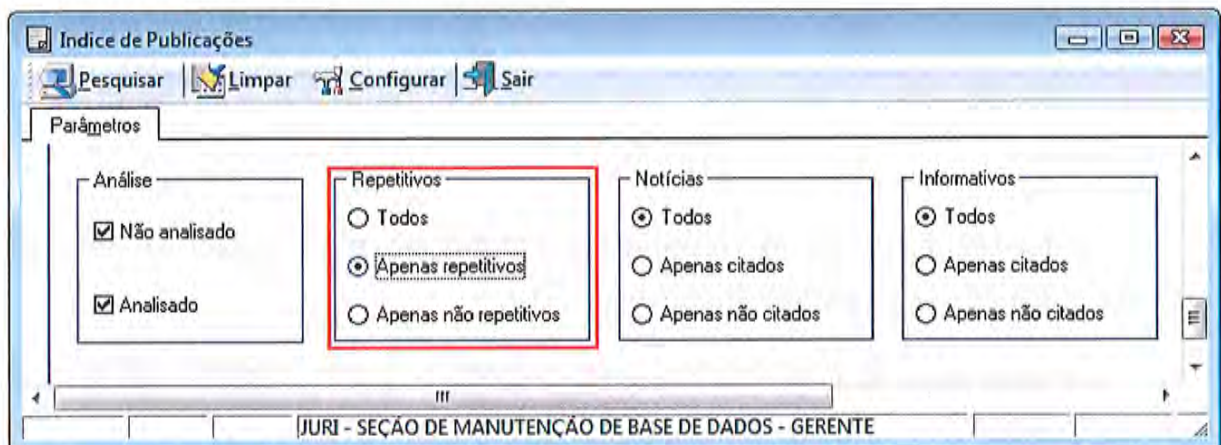 Indice de Publicações
Pesquisar Limpar Configurar Sair
Parâmetros
Análise
Não analisado
Analisado
Repetitivos
Todos
Apenas repetitivos
Apenas não repetitivos
Notícias
Todos
Apenas citados
Apenas não citados
Informativos
Todos
Apenas citados
Apenas não citados
JURI - SEÇÃO DE MANUTENÇÃO DE BASE DE DADOS - GERENTE